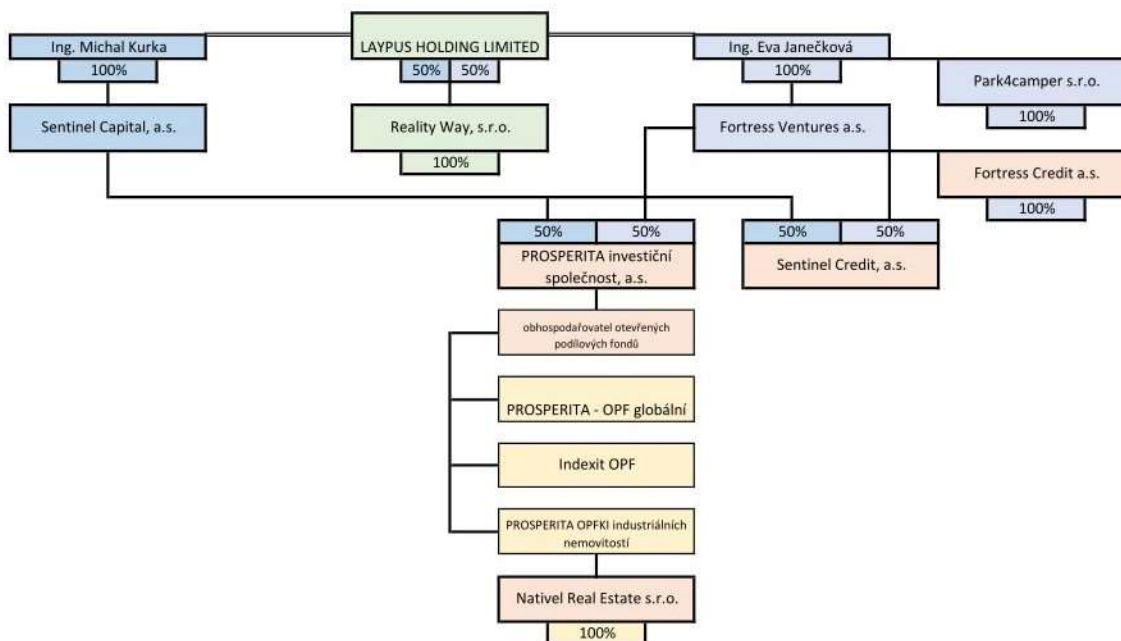 Ing. Michal Kurka
LAYPUS HOLDING LIMITED
Ing. Eva Janečková
100%
50%
50%
100%
Park4camper s.r.o.
100%
Sentinel Capital, a.s.
Reality Way, s.r.o.
Fortress Ventures a.s.
100%
Fortress Credit a.s.
100%
50%
50%
50%
50%
PROSPERITA investiční
společnost, a.s.
Sentinel Credit, a.s.
obhospodařovatel otevřených
podílových fondů
PROSPERITA - OPF globální
Indexit OPF
PROSPERITA OPFKI industriálních
nemovitostí
Nativel Real Estate s.r.o.
100%